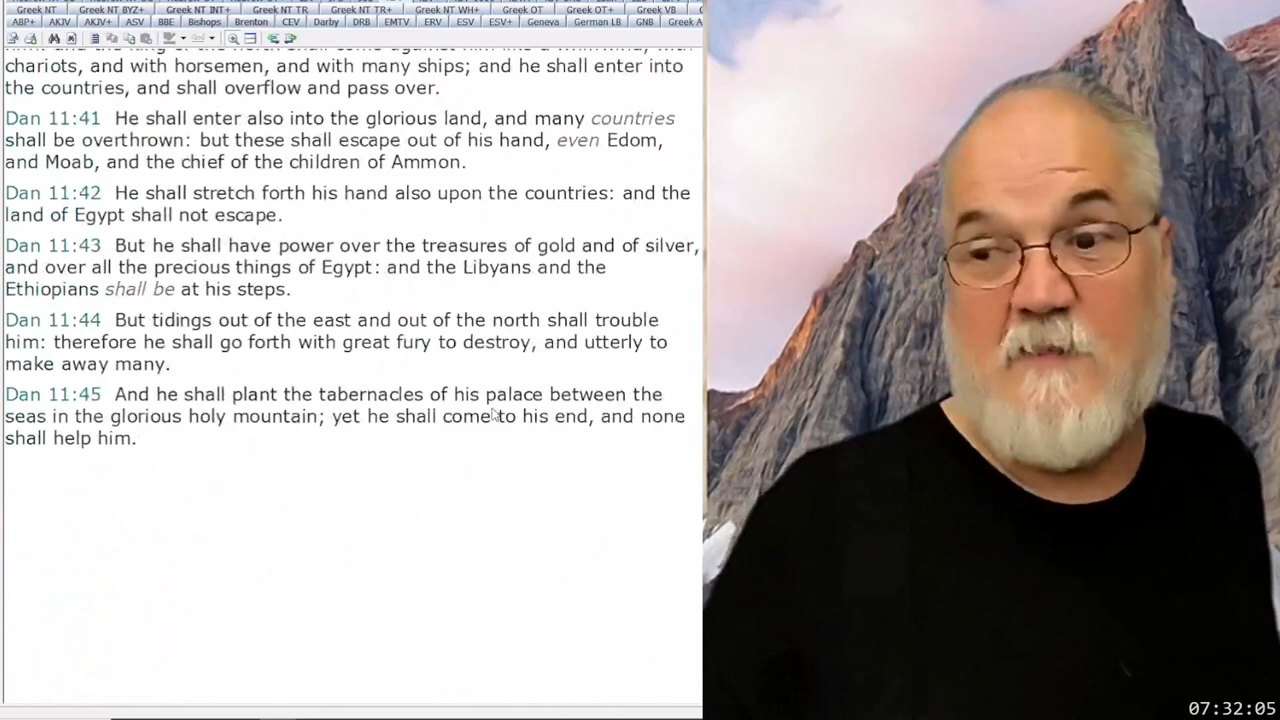 Greek NT Greek NT BYZ+ Greek NT INT+ Greek NT TR Greek NT TR+ Greek NT WH+ Greek OT Greek OT+ Greek VB
ABP+ AKJV AKJV+ ASV BBE Bishops Brenton CEV Darby DRB EMTV ERV ESV ESV+ Geneva German LB GNB Greek A
chariots, and with horsemen, and with many ships; and he shall enter into
the countries, and shall overflow and pass over.
Dan 11:41 He shall enter also into the glorious land, and many countries
shall be overthrown: but these shall escape out of his hand, even Edom,
and Moab, and the chief of the children of Ammon.
Dan 11:42 He shall stretch forth his hand also upon the countries: and the
land of Egypt shall not escape.
Dan 11:43 But he shall have power over the treasures of gold and of silver,
and over all the precious things of Egypt: and the Libyans and the
Ethiopians shall be at his steps.
Dan 11:44 But tidings out of the east and out of the north shall trouble
him: therefore he shall go forth with great fury to destroy, and utterly to
make away many.
Dan 11:45 And he shall plant the tabernacles of his palace between the
seas in the glorious holy mountain; yet he shall come to his end, and none
shall help him.
07:32:05